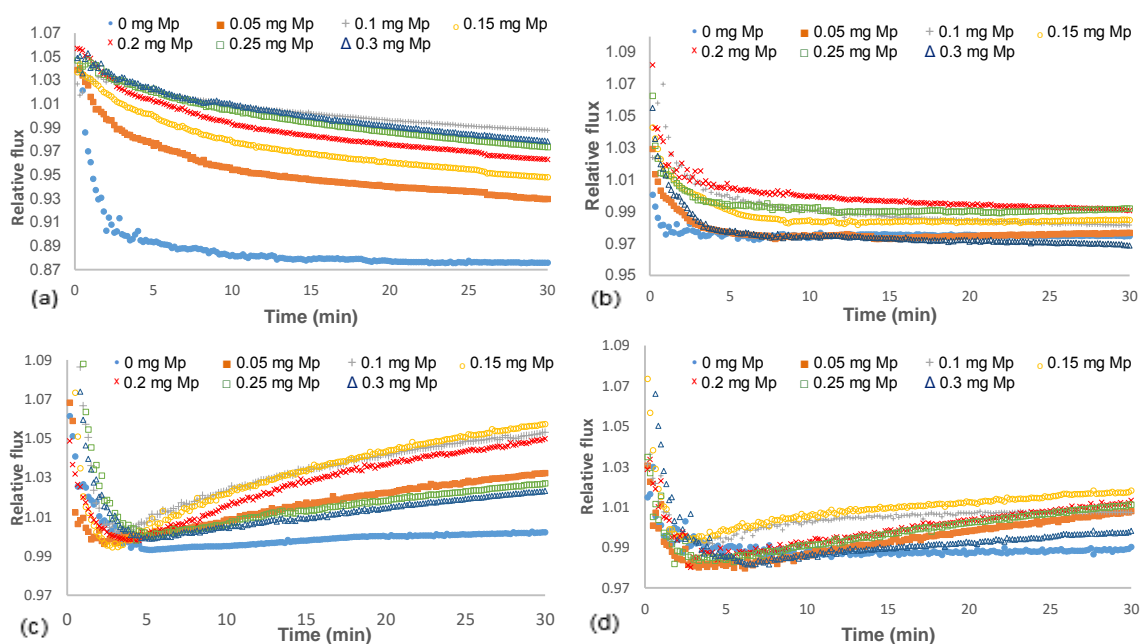 0 mg Mp 0.05 mg Mp 0.1 mg Mp 0.15 mg Mp
0.2 mg Mp 0.25 mg Mp 0.3 mg Mp
1.07
1.05
1.03
1.01
0.99
0.97
0.95
0.93
0.91
0.89
0.87
Relative flux
0 5 10 15 20 25 30
Time (min)
(a)
0 mg Mp 0.05 mg Mp 0.1 mg Mp 0.15 mg Mp
0.2 mg Mp 0.25 mg Mp 0.3 mg Mp
1.09
1.07
1.05
1.03
1.01
0.99
0.97
0.95
Relative flux
0 5 10 15 20 25 30
Time (min)
(b)
0 mg Mp 0.05 mg Mp 0.1 mg Mp 0.15 mg Mp
0.2 mg Mp 0.25 mg Mp 0.3 mg Mp
1.09
1.07
1.05
1.03
1.01
0.99
0.97
Relative flux
0 5 10 15 20 25 30
Time (min)
(c)
0 mg Mp 0.05 mg Mp 0.1 mg Mp 0.15 mg Mp
0.2 mg Mp 0.25 mg Mp 0.3 mg Mp
1.09
1.07
1.05
1.03
1.01
0.99
0.97
Relative flux
0 5 10 15 20 25 30
Time (min)
(d)